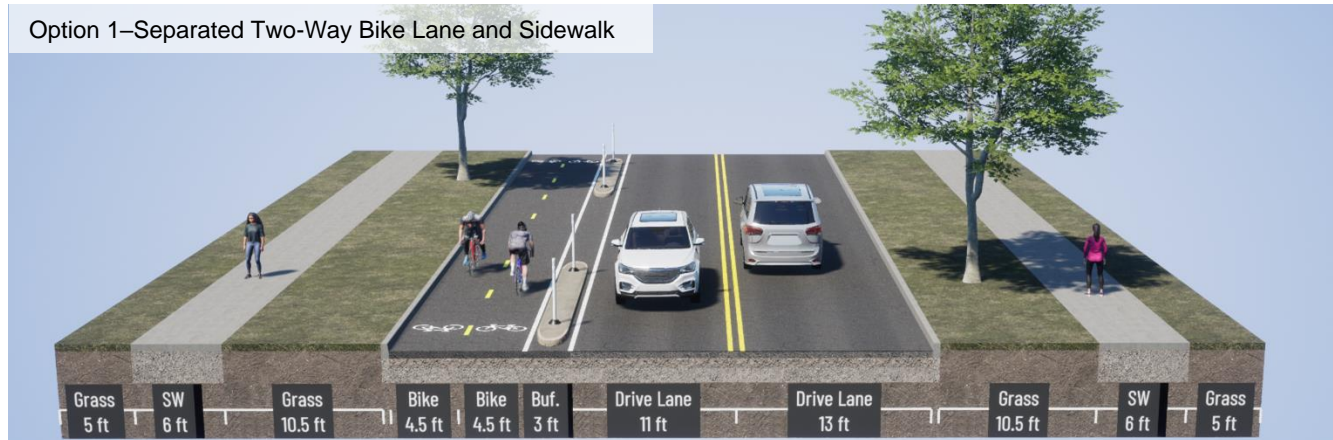 Option 1–Separated Two-Way Bike Lane and Sidewalk
Grass
5 ft
SW
6 ft
Grass
10.5 ft
Bike
4.5 ft
Bike
4.5 ft
Buf.
3 ft
Drive Lane
11 ft
Drive Lane
13 ft
Grass
10.5 ft
SW
6 ft
Grass
5 ft